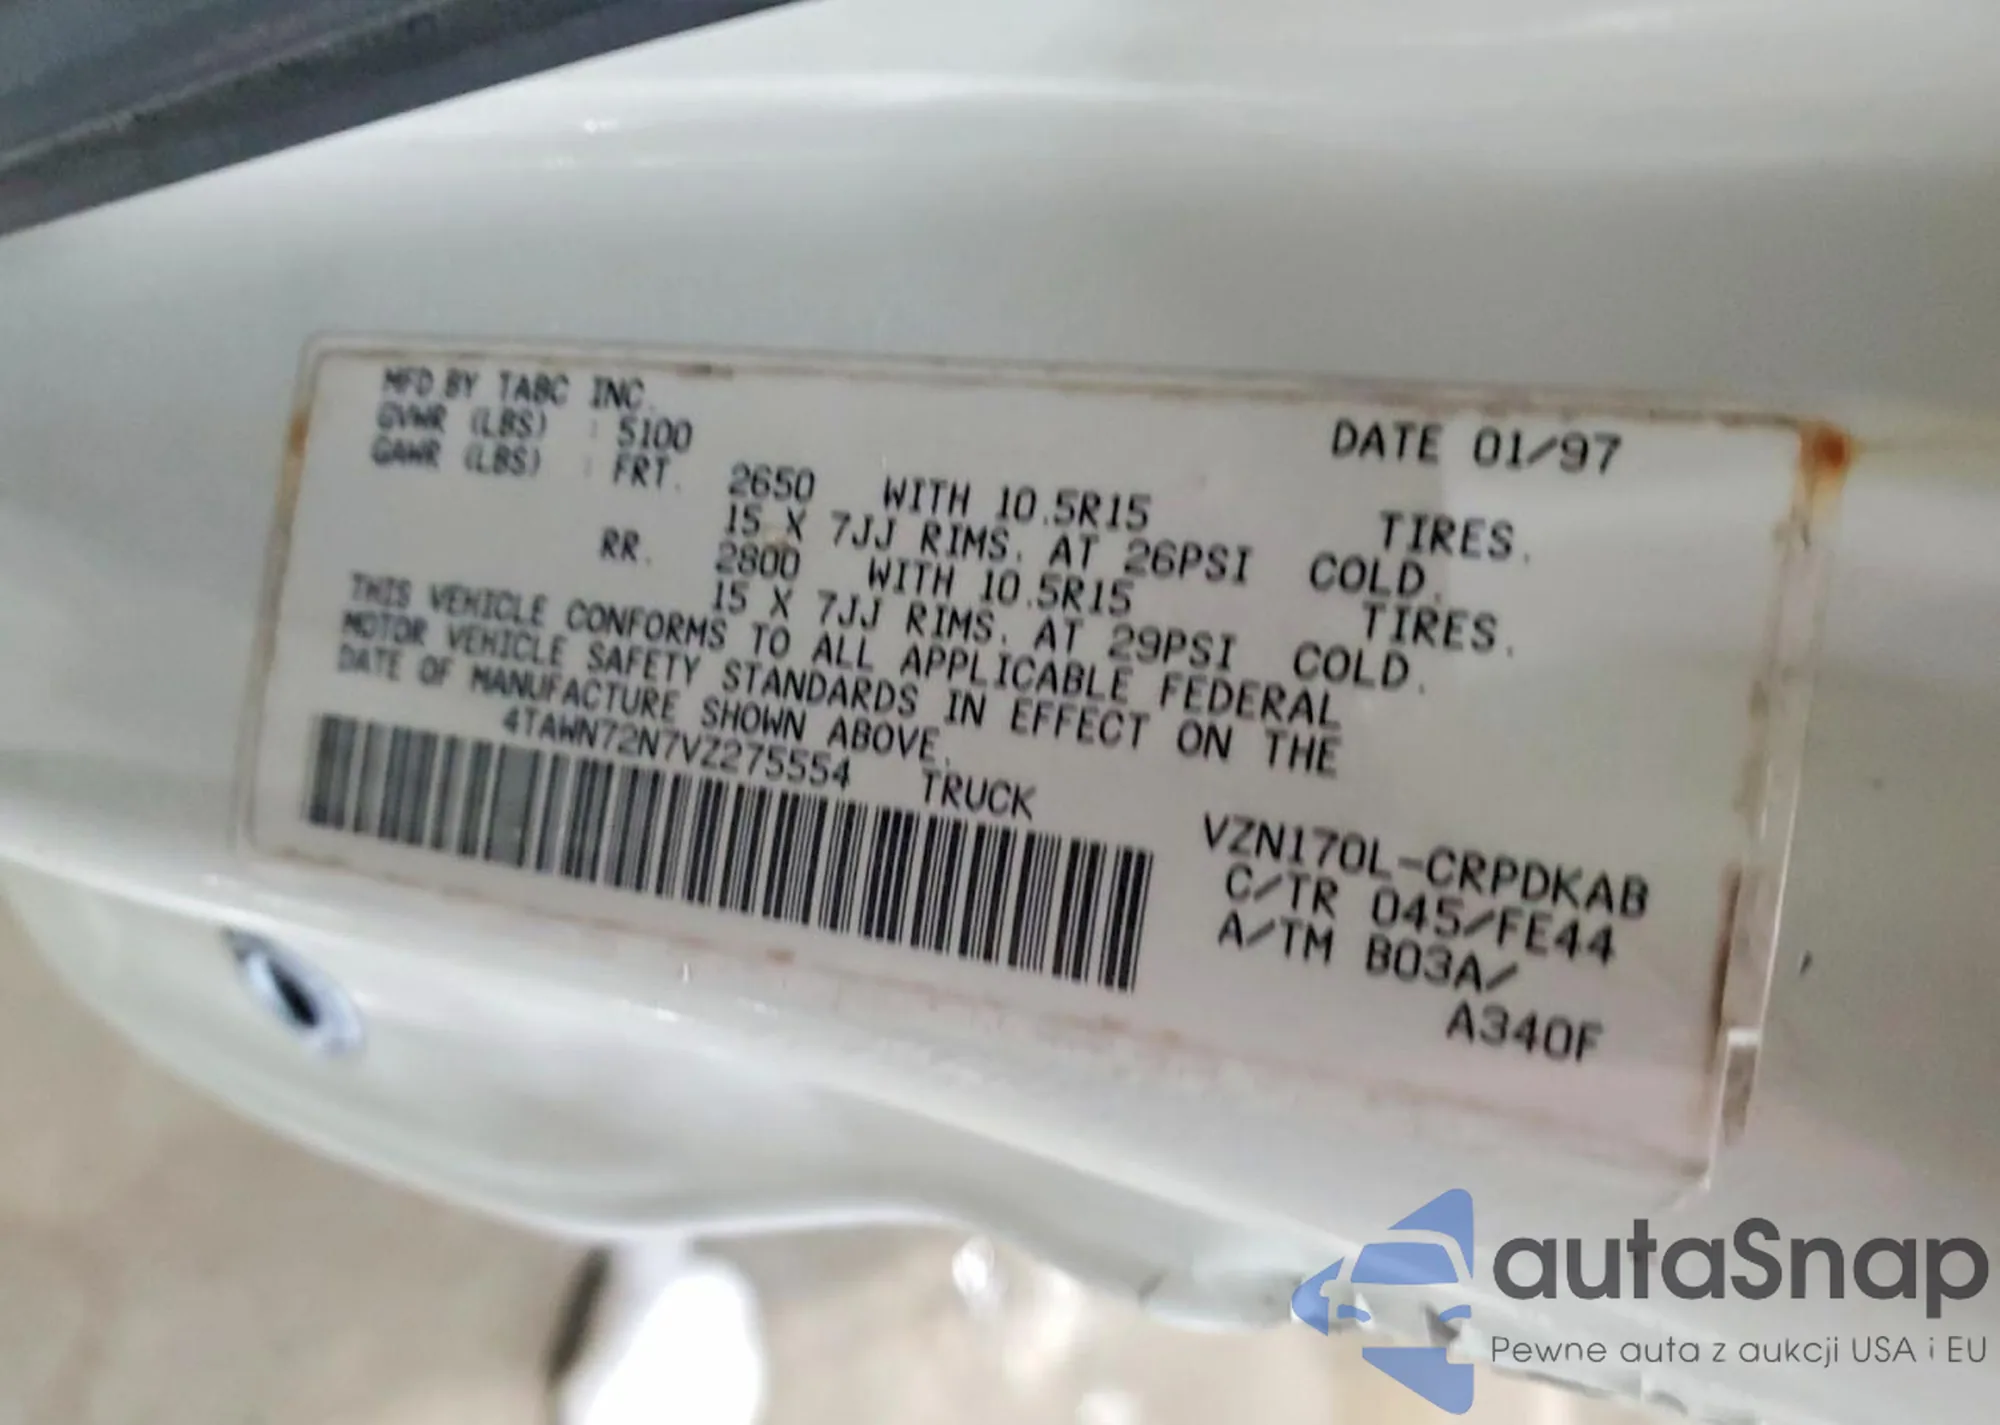 MFD.BY TABC INC.
DATE 01/97
GVWR (LBS) : 5100
GAWR (LBS) : FRT. 2650 WITH 10.5R15 TIRES.
15 X 7JJ RIMS. AT 26PSI COLD.
RR. 2800 WITH 10.5R15 TIRES.
15 X 7JJ RIMS. AT 29PSI COLD.
THIS VEHICLE CONFORMS TO ALL APPLICABLE FEDERAL
MOTOR VEHICLE SAFETY STANDARDS IN EFFECT ON THE
DATE OF MANUFACTURE SHOWN ABOVE.
4TAWN72N7VZ275554 TRUCK
VZN170L-CRPDKAB
C/TR 045/FE44
A/TM B03A/
A340F
autaSnap
Pewne auta z aukcji USA i EU